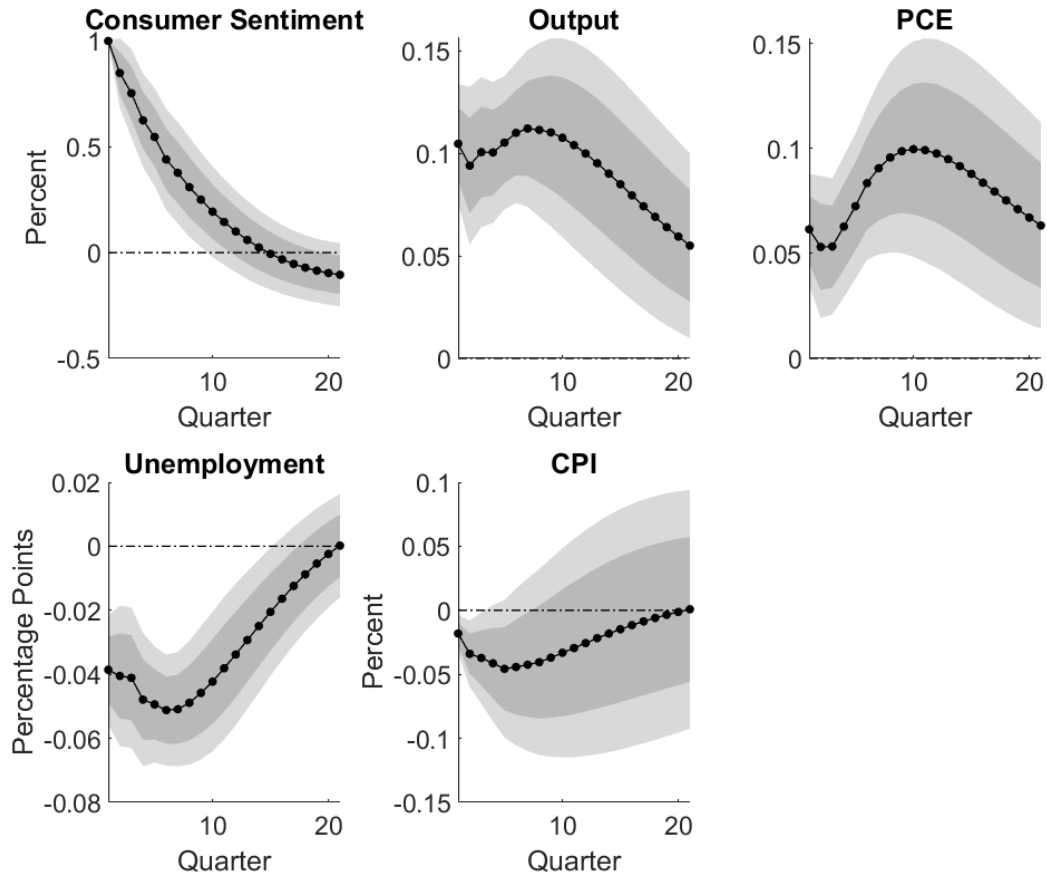 Consumer Sentiment
1
0.5
0
-0.5
Percent
10
20
Quarter
Output
0.15
0.1
0.05
0
10
20
Quarter
PCE
0.15
0.1
0.05
0
10
20
Quarter
Unemployment
0.02
0
-0.02
-0.04
-0.06
-0.08
Percentage Points
10
20
Quarter
CPI
0.1
0.05
0
-0.05
-0.1
-0.15
Percent
10
20
Quarter